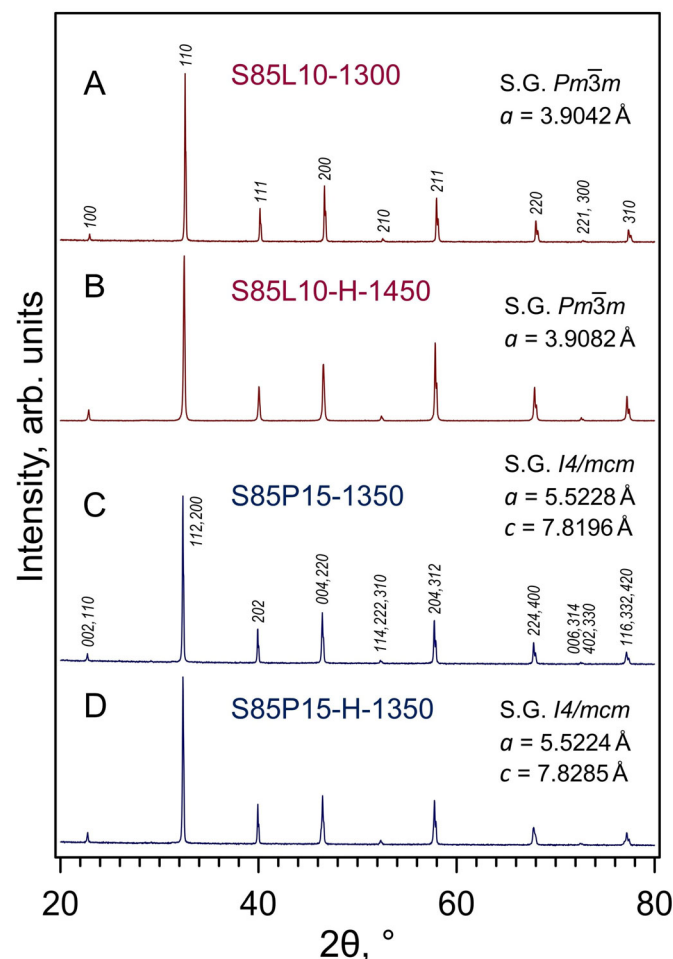 A
S85L10-1300
S.G. Pm3̅m
a = 3.9042 Å
100
110
111
200
210
211
220
221, 300
310
B
S85L10-H-1450
S.G. Pm3̅m
a = 3.9082 Å
C
S85P15-1350
S.G. I4/mcm
a = 5.5228 Å
c = 7.8196 Å
002,110
112,200
202
004,220
114,222,310
204,312
224,400
006,314
402,330
116,332,420
D
S85P15-H-1350
S.G. I4/mcm
a = 5.5224 Å
c = 7.8285 Å
Intensity, arb. units
20 40 60 80
2θ, °